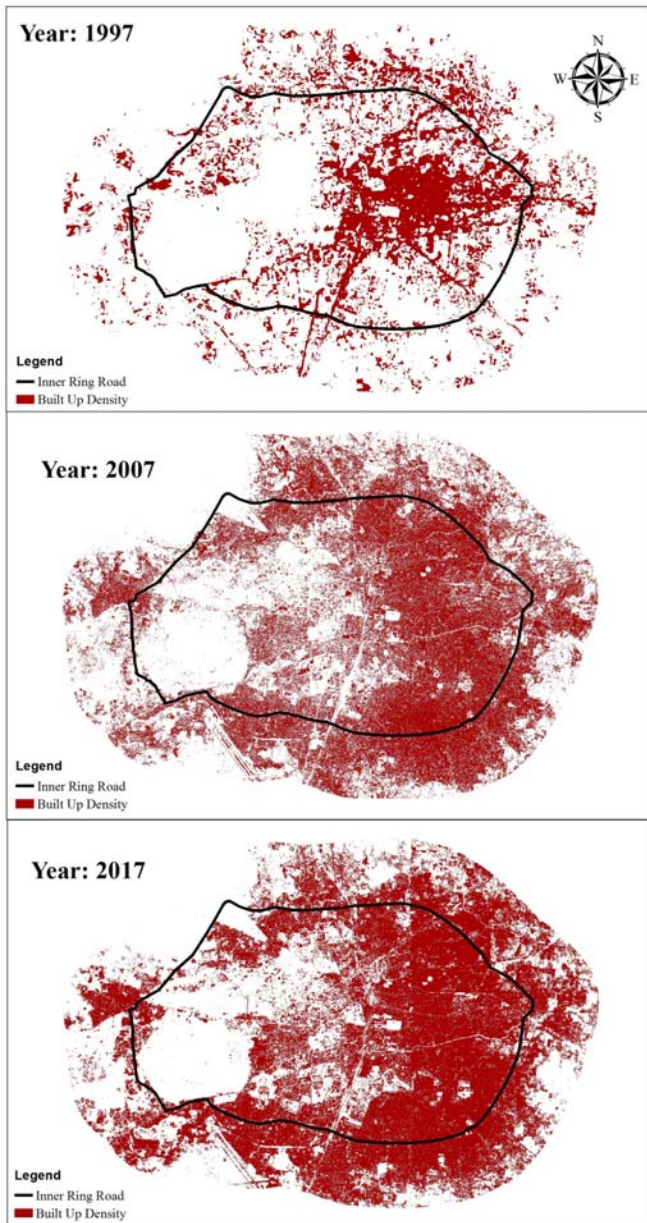 Year: 1997
N
W E
S
Legend
Inner Ring Road
Built Up Density
Year: 2007
Legend
Inner Ring Road
Built Up Density
Year: 2017
Legend
Inner Ring Road
Built Up Density